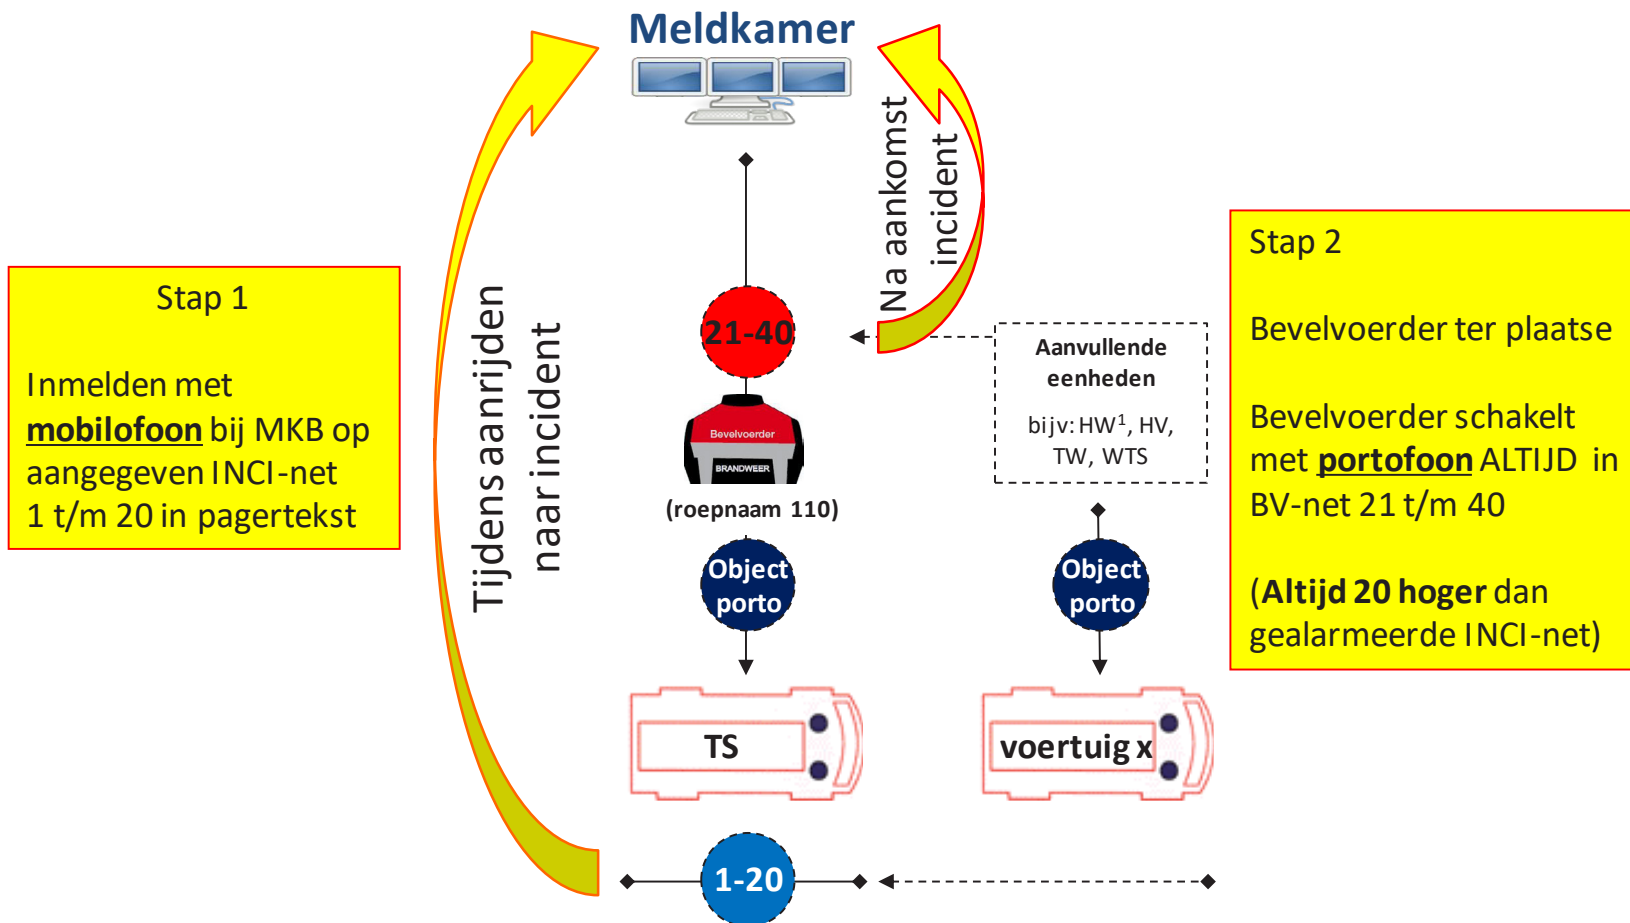 Meldkamer
Tijdens aanrijden
naar incident
Na aankomst
incident
Stap 1
Inmelden met
mobilofoon bij MKB op
aangegeven INCI-net
1 t/m 20 in pagertekst
21-40
Bevelvoerder
BRANDWEER
(roepnaam 110)
Object
porto
TS
1-20
Aanvullende
eenheden
bijv: HW¹, HV,
TW, WTS
Object
porto
voertuig x
Stap 2
Bevelvoerder ter plaatse
Bevelvoerder schakelt
met portofoon ALTIJD in
BV-net 21 t/m 40
(Altijd 20 hoger dan
gealarmeerde INCI-net)